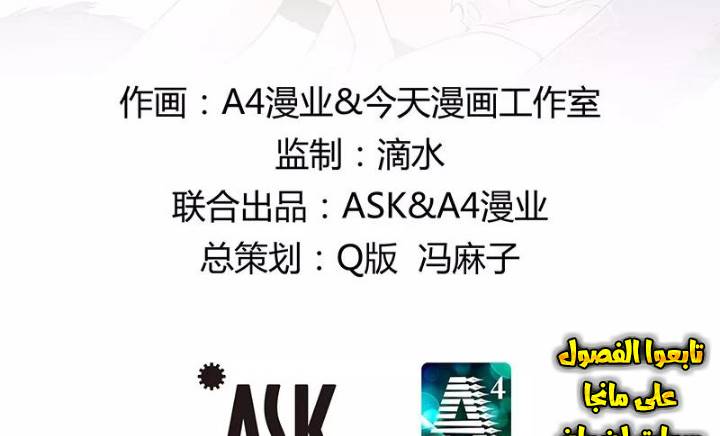 作画：A4漫业&今天漫画工作室
监制：滴水
联合出品：ASK&A4漫业
总策划：Q版 冯麻子
ASK
A4
تابعوا الفصول
على مانجا